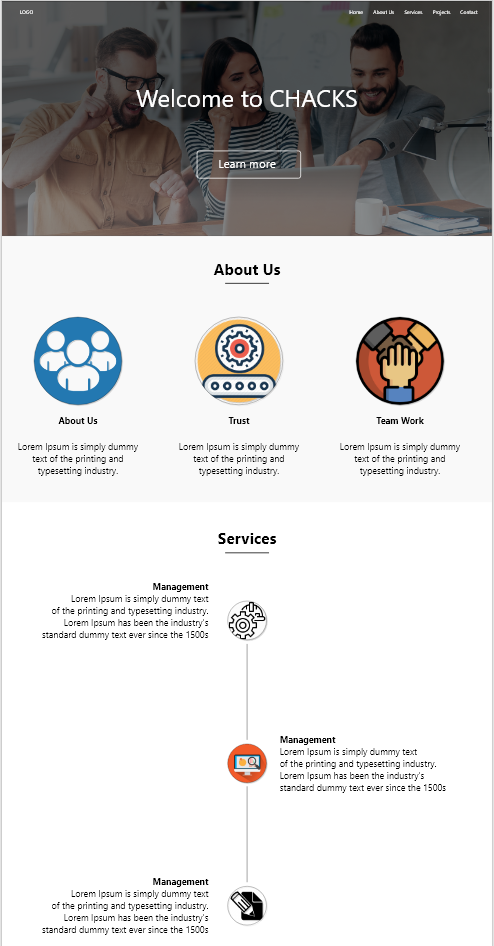 LOGO
Home About Us Services Projects Contact
Welcome to CHACKS
Learn more
About Us
About Us
Lorem Ipsum is simply dummy
text of the printing and
typesetting industry.
Trust
Lorem Ipsum is simply dummy
text of the printing and
typesetting industry.
Team Work
Lorem Ipsum is simply dummy
text of the printing and
typesetting industry.
Services
Management
Lorem Ipsum is simply dummy text
of the printing and typesetting industry.
Lorem Ipsum has been the industry's
standard dummy text ever since the 1500s
Management
Lorem Ipsum is simply dummy text
of the printing and typesetting industry.
Lorem Ipsum has been the industry's
standard dummy text ever since the 1500s
Management
Lorem Ipsum is simply dummy text
of the printing and typesetting industry.
Lorem Ipsum has been the industry's
standard dummy text ever since the 1500s